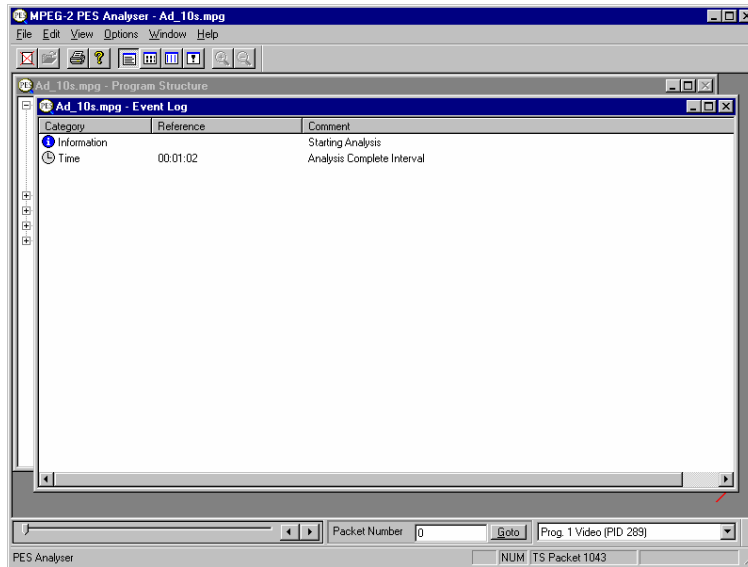 MPEG-2 PES Analyser - Ad_10s.mpg
File Edit View Options Window Help
Ad_10s.mpg - Program Structure
Ad_10s.mpg - Event Log
Category Reference Comment
Information Starting Analysis
Time 00:01:02 Analysis Complete Interval
Packet Number 0 Goto Prog. 1 Video (PID 289)
PES Analyser NUM TS Packet 1043